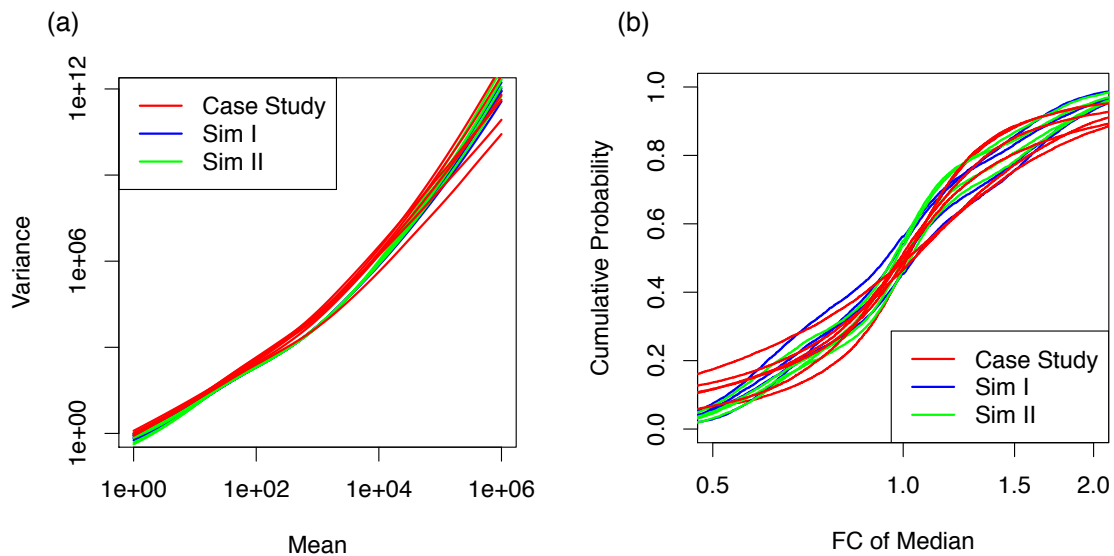 (a)
Case Study
Sim I
Sim II
1e+12
1e+06
1e+00
Variance
1e+00 1e+02 1e+04 1e+06
Mean
(b)
1.0
0.8
0.6
0.4
0.2
0.0
Cumulative Probability
Case Study
Sim I
Sim II
0.5 1.0 1.5 2.0
FC of Median